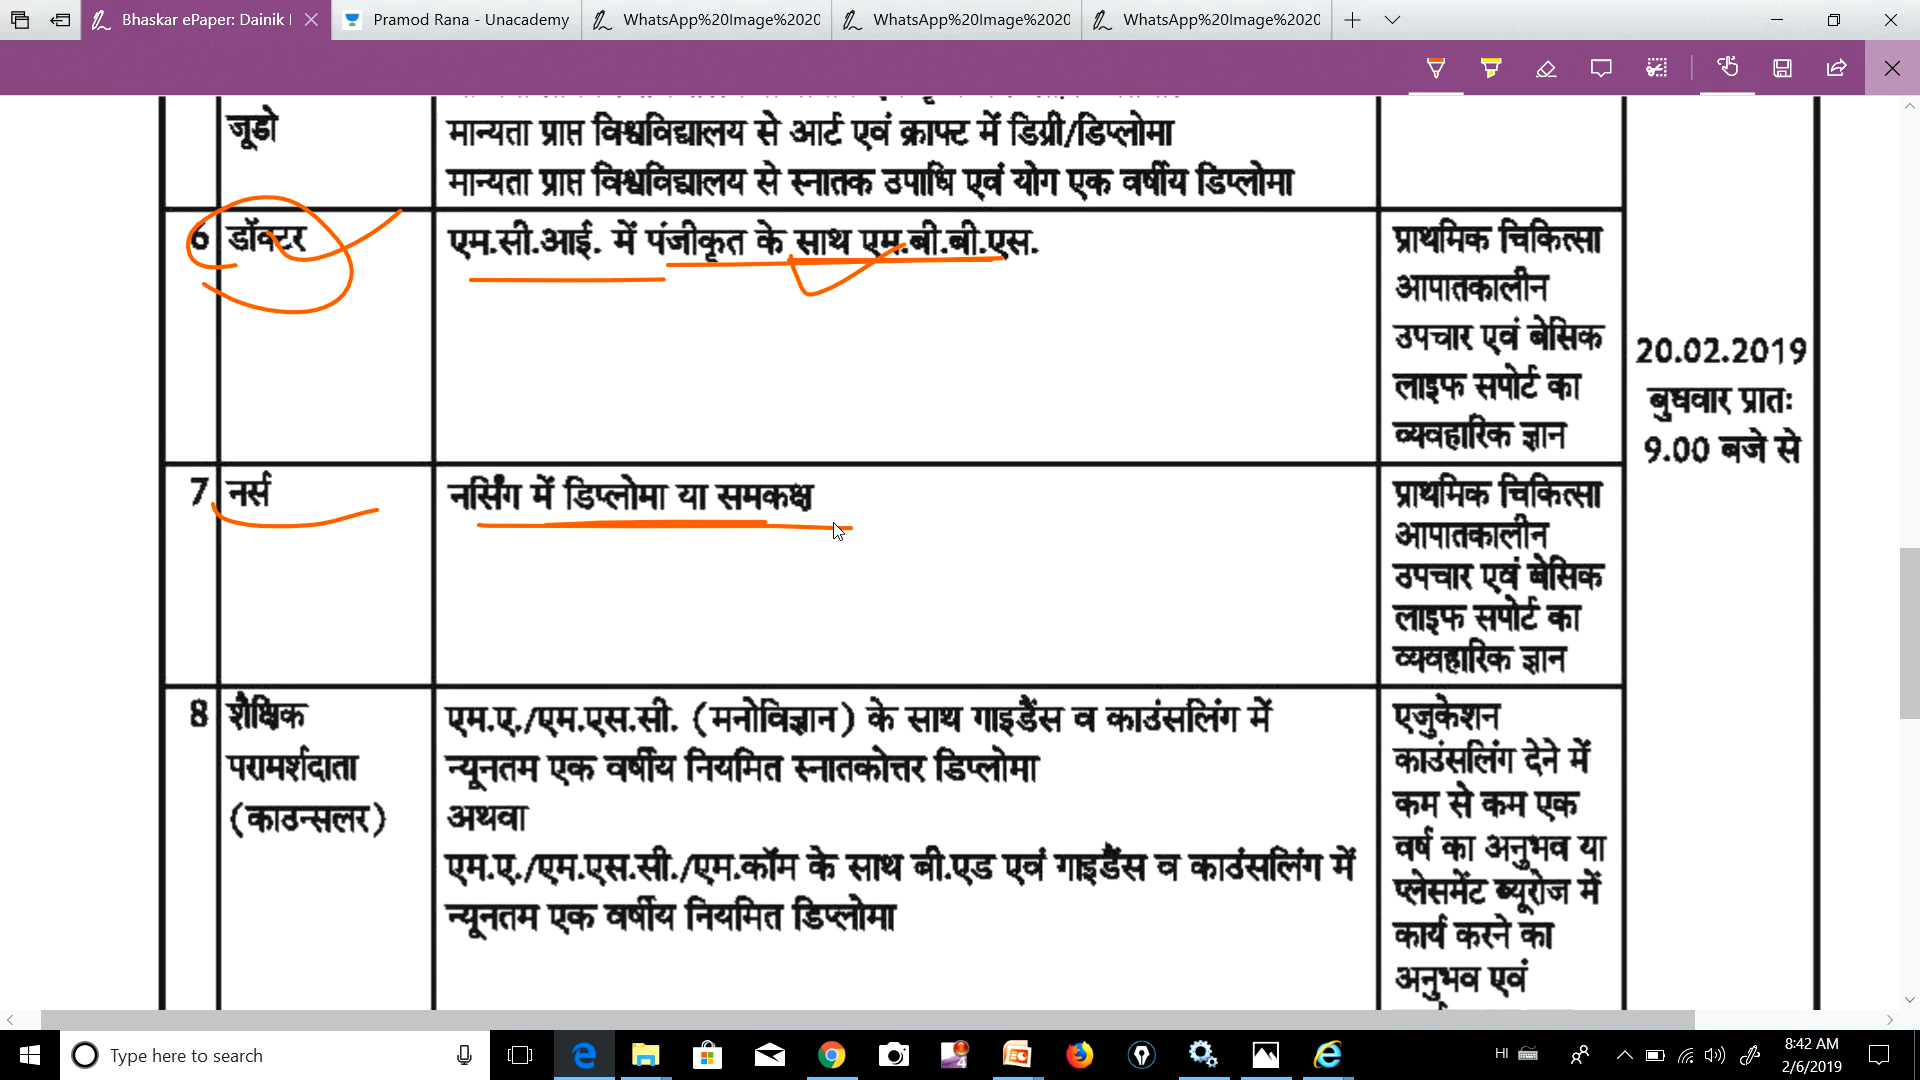 Bhaskar ePaper: Dainik
Pramod Rana - Unacademy
WhatsApp%20Image%2020
WhatsApp%20Image%2020
WhatsApp%20Image%2020
जूडो
मान्यता प्राप्त विश्वविद्यालय से आर्ट एवं क्राफ्ट में डिग्री/डिप्लोमा
मान्यता प्राप्त विश्वविद्यालय से स्नातक उपाधि एवं योग एक वर्षीय डिप्लोमा
6
डॉक्टर
एम.सी.आई. में पंजीकृत के साथ एम.बी.बी.एस.
प्राथमिक चिकित्सा
आपातकालीन
उपचार एवं बेसिक
लाइफ सपोर्ट का
व्यवहारिक ज्ञान
20.02.2019
बुधवार प्रातः
9.00 बजे से
7
नर्स
नर्सिंग में डिप्लोमा या समकक्ष
प्राथमिक चिकित्सा
आपातकालीन
उपचार एवं बेसिक
लाइफ सपोर्ट का
व्यवहारिक ज्ञान
8
शैक्षिक
परामर्शदाता
(काउन्सलर)
एम.ए./एम.एस.सी. (मनोविज्ञान) के साथ गाइडैंस व काउंसलिंग में
न्यूनतम एक वर्षीय नियमित स्नातकोत्तर डिप्लोमा
अथवा
एम.ए./एम.एस.सी./एम.कॉम के साथ बी.एड एवं गाइडैंस व काउंसलिंग में
न्यूनतम एक वर्षीय नियमित डिप्लोमा
एजुकेशन
काउंसलिंग देने में
कम से कम एक
वर्ष का अनुभव या
प्लेसमेंट ब्यूरोज में
कार्य करने का
अनुभव एवं
Type here to search
HI
8:42 AM
2/6/2019